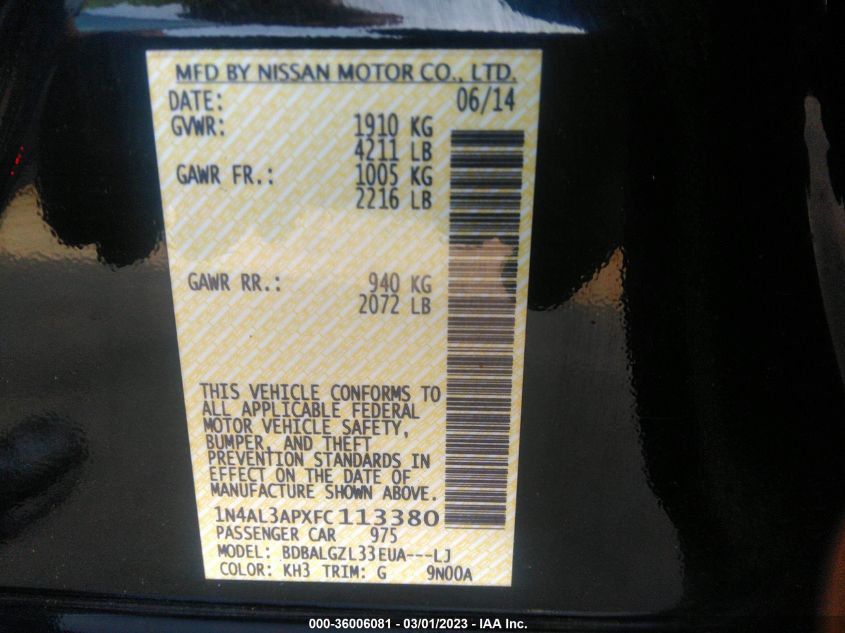 MFD BY NISSAN MOTOR CO., LTD.
DATE: 06/14
GVWR: 1910 KG
4211 LB
GAWR FR.: 1005 KG
2216 LB
GAWR RR.: 940 KG
2072 LB
THIS VEHICLE CONFORMS TO
ALL APPLICABLE FEDERAL
MOTOR VEHICLE SAFETY,
BUMPER, AND THEFT
PREVENTION STANDARDS IN
EFFECT ON THE DATE OF
MANUFACTURE SHOWN ABOVE.
1N4AL3APXFC113380
PASSENGER CAR 975
MODEL: BDBALGZL33EUA---LJ
COLOR: KH3 TRIM: G 9N00A
000-36006081 - 03/01/2023 - IAA Inc.